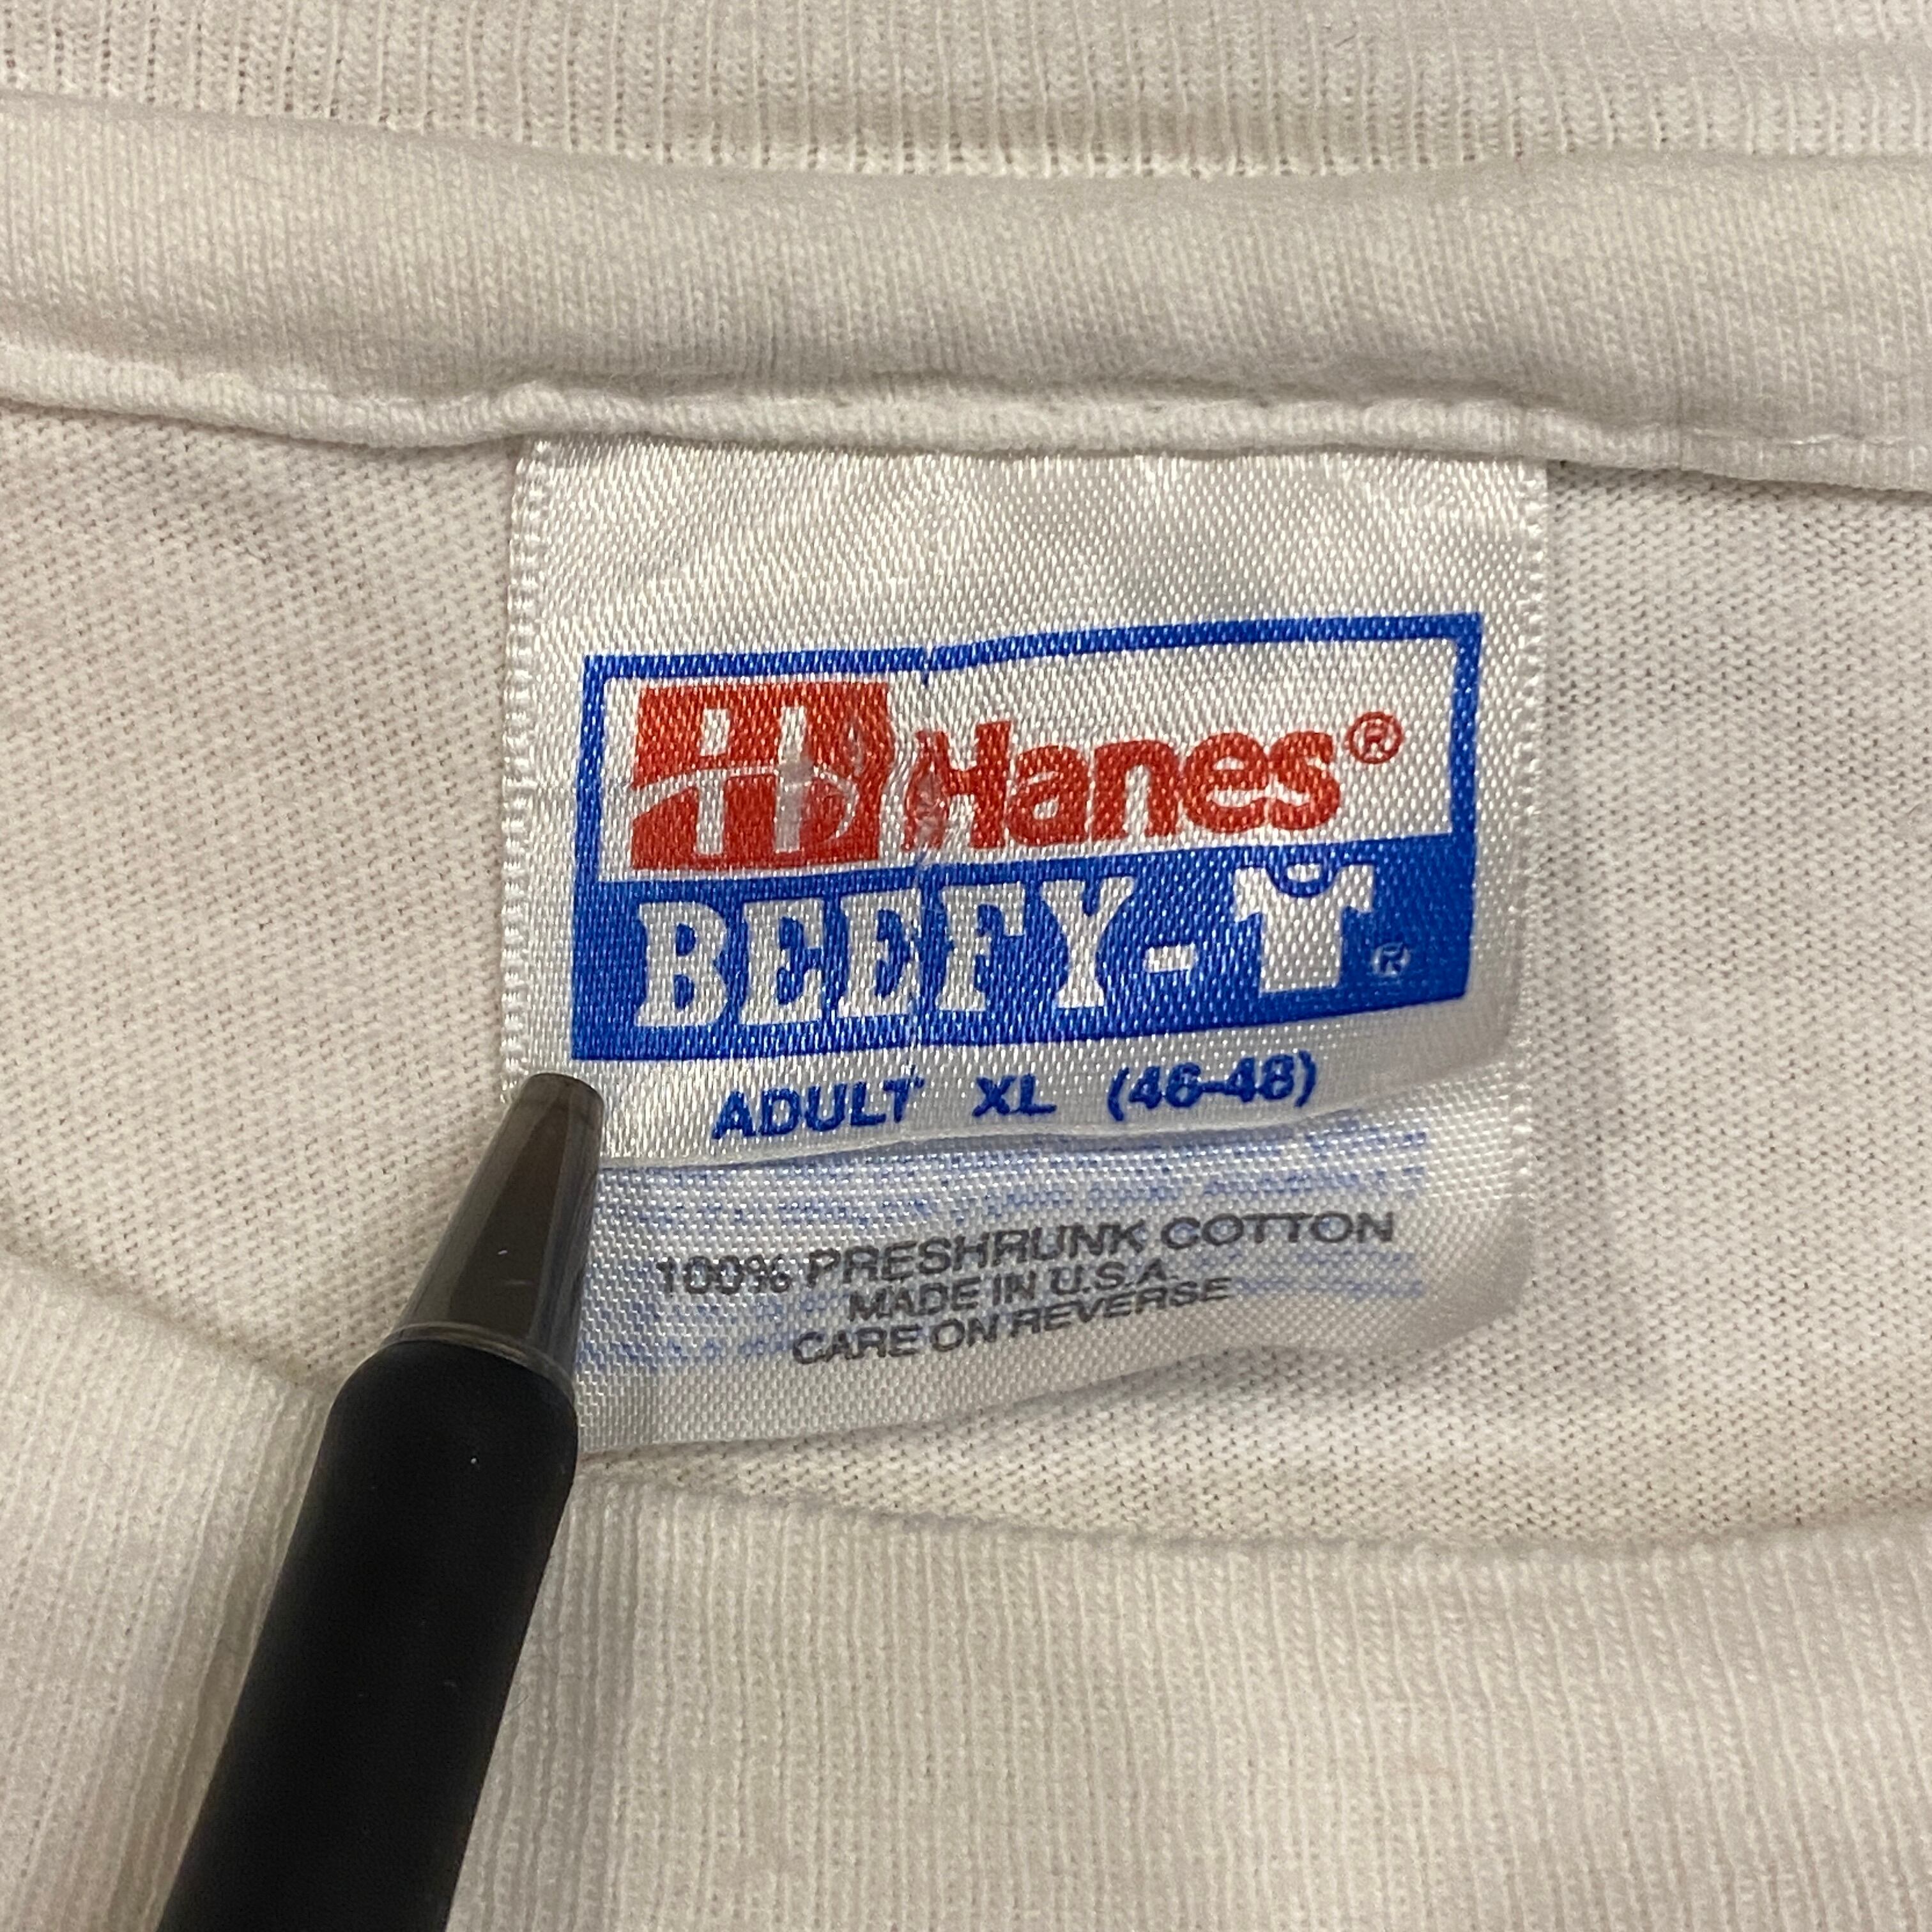 H Hanes®
BEEFY-T®
ADULT XL (46-48)
100% PRESHRUNK COTTON
MADE IN U.S.A.
CARE ON REVERSE